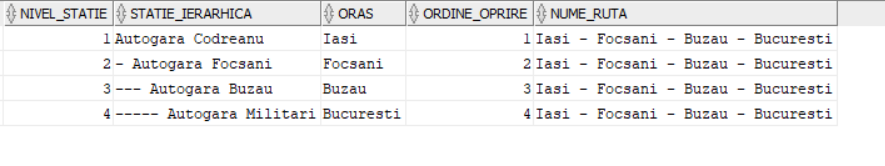 NIVEL_STATIE STATIE_IERARHICA ORAS ORDINE_OPRIRE NUME_RUTA
1 Autogara Codreanu Iasi 1 Iasi - Focsani - Buzau - Bucuresti
2 - Autogara Focsani Focsani 2 Iasi - Focsani - Buzau - Bucuresti
3 --- Autogara Buzau Buzau 3 Iasi - Focsani - Buzau - Bucuresti
4 ----- Autogara Militari Bucuresti 4 Iasi - Focsani - Buzau - Bucuresti